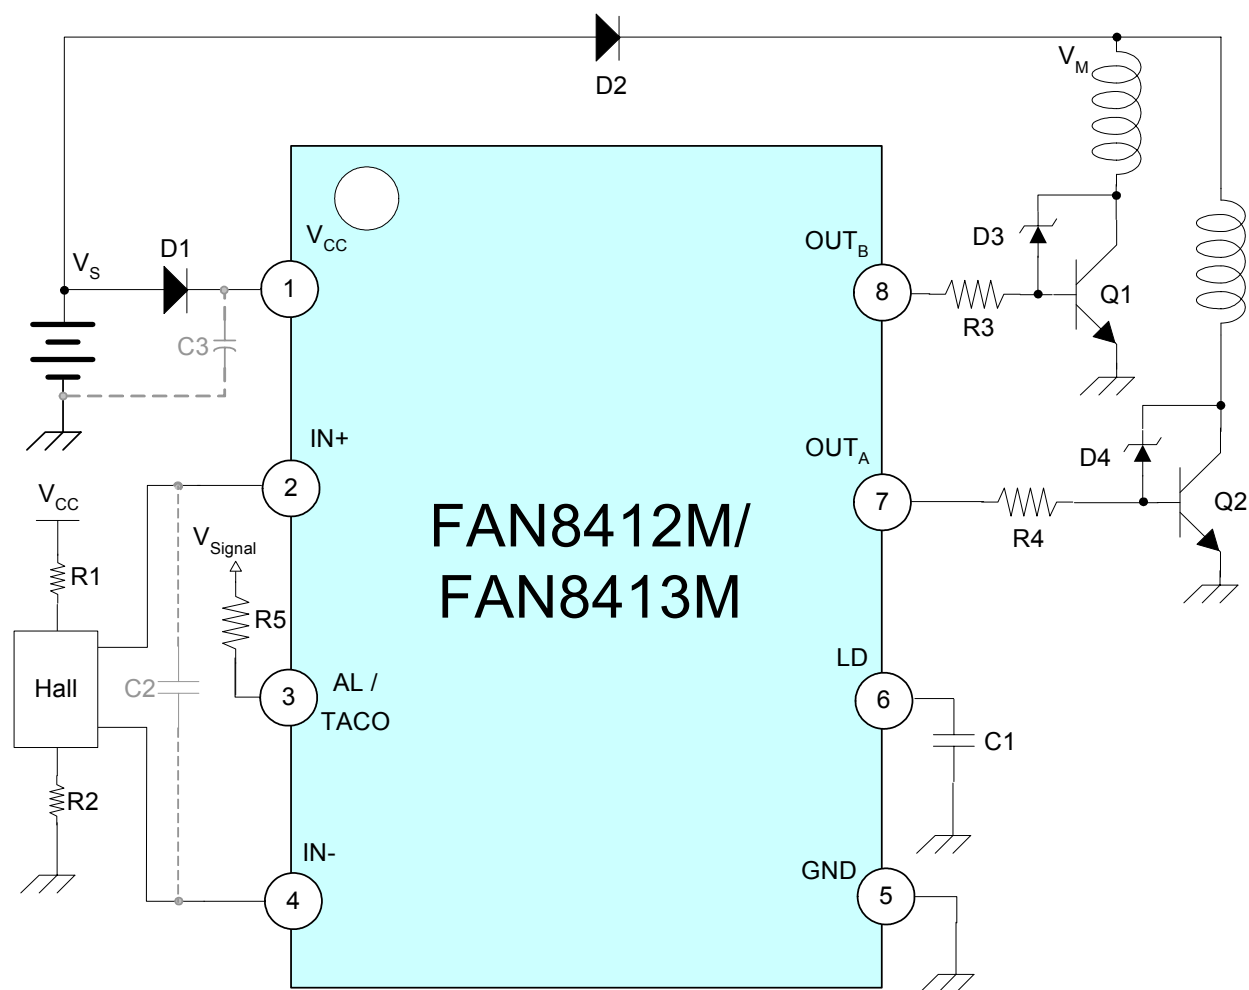 D2
V_M
V_S
D1
V_CC
1
C3
OUT_B
8
D3
R3
Q1
IN+
2
OUT_A
7
D4
R4
Q2
V_CC
R1
V_Signal
R5
FAN8412M/
FAN8413M
Hall
C2
3
AL /
TACO
LD
6
C1
R2
IN-
4
GND
5